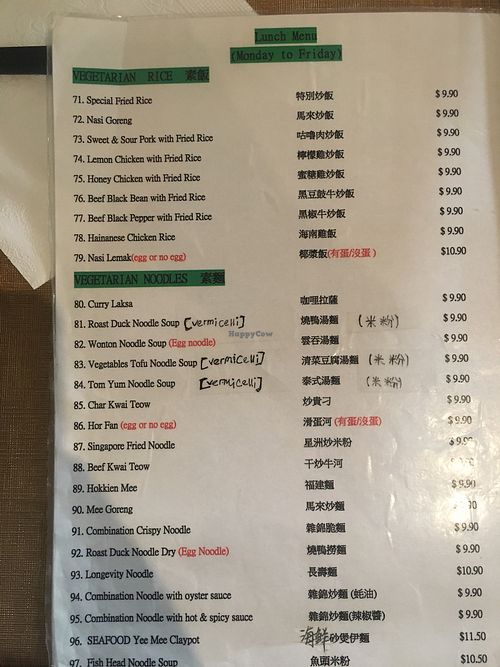 Lunch Menu
(Monday to Friday)
VEGETARIAN RICE 素飯
71. Special Fried Rice 特別炒飯 $ 9.90
72. Nasi Goreng 馬來炒飯 $ 9.90
73. Sweet & Sour Pork with Fried Rice 咕嚕肉炒飯 $ 9.90
74. Lemon Chicken with Fried Rice 檸檬雞炒飯 $ 9.90
75. Honey Chicken with Fried Rice 蜜糖雞炒飯 $ 9.90
76. Beef Black Bean with Fried Rice 黑豆鼓牛炒飯 $ 9.90
77. Beef Black Pepper with Fried Rice 黑椒牛炒飯 $ 9.90
78. Hainanese Chicken Rice 海南雞飯 $ 9.90
79. Nasi Lemak(egg or no egg) 椰漿飯(有蛋/沒蛋) $10.90
VEGETARIAN NOODLES 素麵
80. Curry Laksa 咖哩拉薩 $ 9.90
81. Roast Duck Noodle Soup [vermicelli] 燒鴨湯麵 (米粉) $ 9.90
HappyCow
82. Wonton Noodle Soup (Egg noodle) 雲吞湯麵 $ 9.90
83. Vegetables Tofu Noodle Soup [vermicelli] 清菜豆腐湯麵 (米粉) $ 9.90
84. Tom Yum Noodle Soup [vermicelli] 泰式湯麵 (米粉) $ 9.90
85. Char Kwai Teow 炒貴刁 $ 9.90
86. Hor Fan (egg or no egg) 滑蛋河 (有蛋/沒蛋) $ 9.90
87. Singapore Fried Noodle 星洲炒米粉
88. Beef Kwai Teow 干炒牛河
89. Hokkien Mee 福建麵 $ 9.90
90. Mee Goreng 馬來炒麵
91. Combination Crispy Noodle 雜錦脆麵 $ 9.90
92. Roast Duck Noodle Dry (Egg Noodle) 燒鴨撈麵 $ 9.90
93. Longevity Noodle 長壽麵 $10.90
94. Combination Noodle with oyster sauce 雜錦炒麵 (蚝油) $ 9.90
95. Combination Noodle with hot & spicy sauce 雜錦炒麵(辣椒醬) $ 9.90
96. SEAFOOD Yee Mee Claypot 海鮮砂愛伊麵 $11.50
97. Fish Head Noodle Soup 魚頭米粉 $10.50